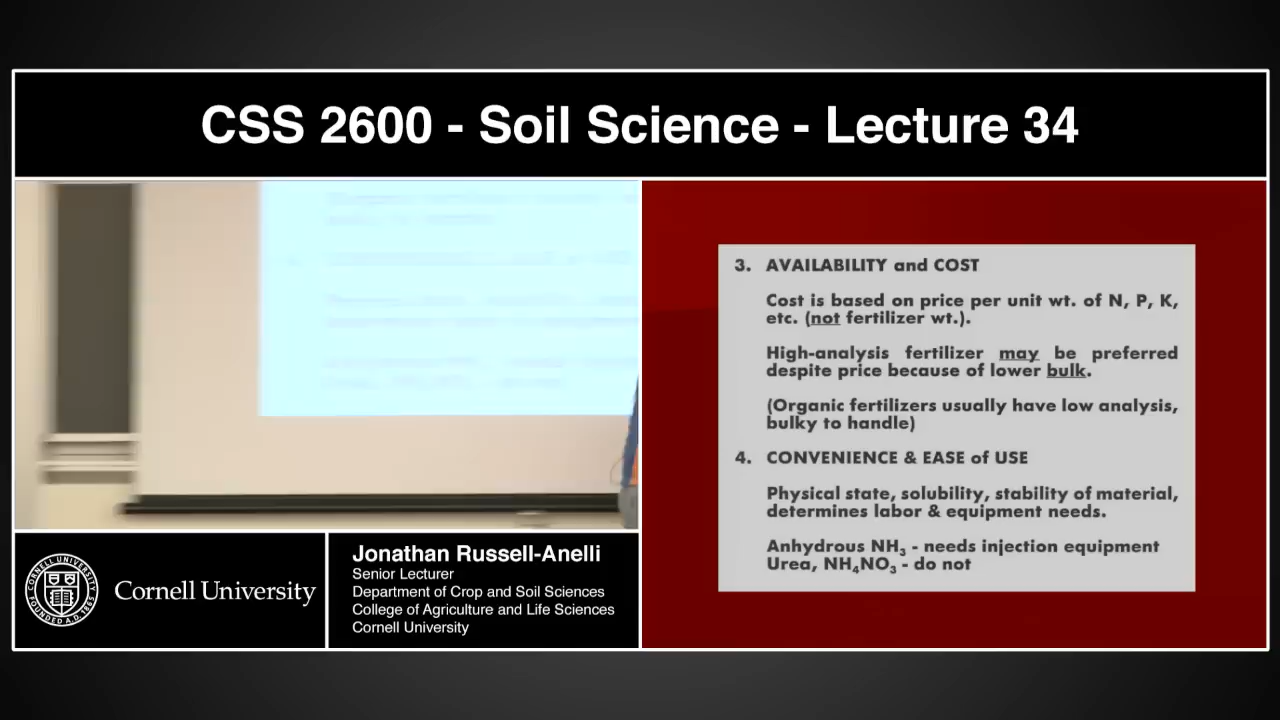 CSS 2600 - Soil Science - Lecture 34
3. AVAILABILITY and COST
Cost is based on price per unit wt. of N, P, K,
etc. (not fertilizer wt.).
High-analysis fertilizer may be preferred
despite price because of lower bulk.
(Organic fertilizers usually have low analysis,
bulky to handle)
4. CONVENIENCE & EASE of USE
Physical state, solubility, stability of material,
determines labor & equipment needs.
Anhydrous NH₃ - needs injection equipment
Urea, NH₄NO₃ - do not
CORNELL UNIVERSITY
FOUNDED A.D. 1865
Cornell University
Jonathan Russell-Anelli
Senior Lecturer
Department of Crop and Soil Sciences
College of Agriculture and Life Sciences
Cornell University